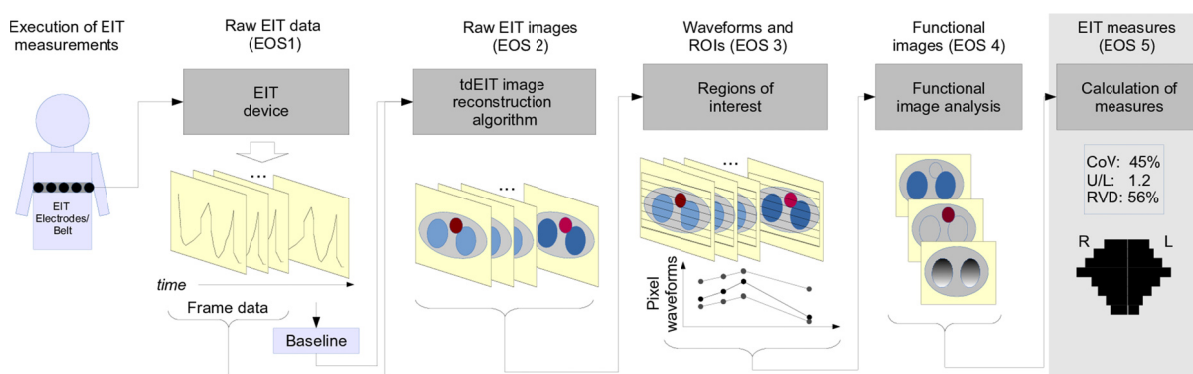 Execution of EIT
measurements
EIT
Electrodes/
Belt
Raw EIT data
(EOS1)
EIT
device
...
time
Frame data
Baseline
Raw EIT images
(EOS 2)
tdEIT image
reconstruction
algorithm
...
Waveforms and
ROIs (EOS 3)
Regions of
interest
...
Pixel
waveforms
Functional
images (EOS 4)
Functional
image analysis
EIT measures
(EOS 5)
Calculation of
measures
CoV: 45%
U/L: 1.2
RVD: 56%
R L